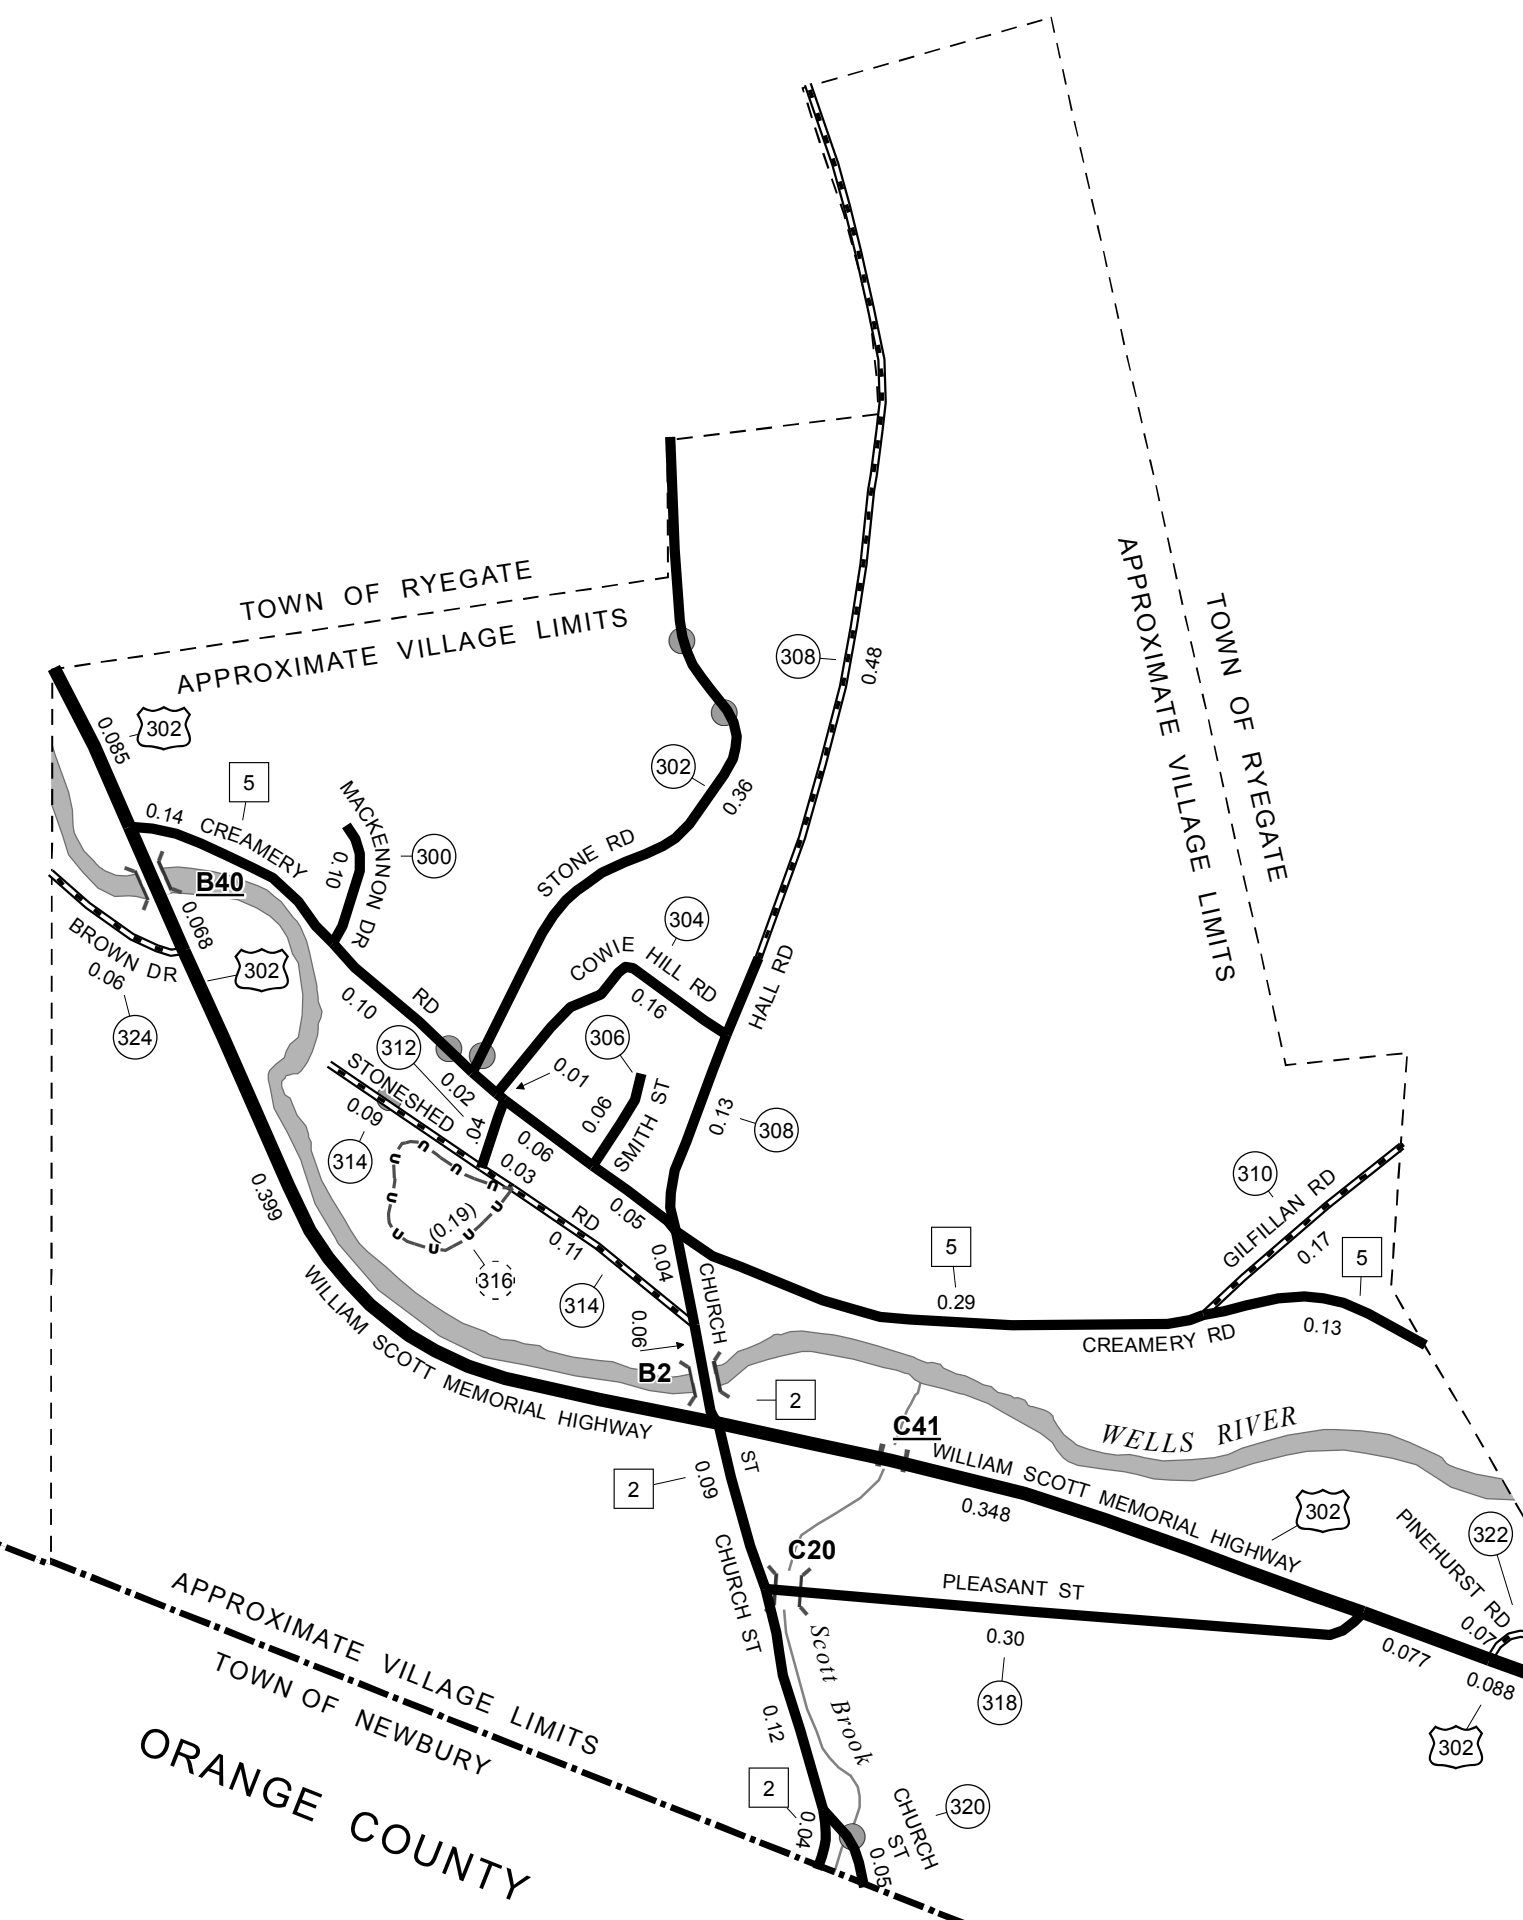 TOWN OF RYEGATE
APPROXIMATE VILLAGE LIMITS
308
0.48
TOWN OF RYEGATE
APPROXIMATE VILLAGE LIMITS
0.085
302
5
0.14
CREAMERY
MACKENNON DR
0.10
300
302
0.36
STONE RD
B40
0.068
BROWN DR
0.06
324
302
304
COWIE HILL RD
0.16
HALL RD
0.10
RD
312
306
0.01
0.02
0.06
SMITH ST
0.13
308
STONESHED
0.09
.04
0.06
0.03
314
0.399
(0.19)
RD
0.11
0.05
316
314
0.04
CHURCH
0.06
B2
2
5
0.29
CREAMERY RD
310
GILFILLAN RD
0.17
5
0.13
WILLIAM SCOTT MEMORIAL HIGHWAY
WELLS RIVER
C41
WILLIAM SCOTT MEMORIAL HIGHWAY
0.348
302
2
0.09
ST
CHURCH ST
C20
PLEASANT ST
0.30
318
PINEHURST RD
322
0.07
0.077
0.088
302
Scott Brook
0.12
2
0.04
CHURCH
ST
320
0.05
APPROXIMATE VILLAGE LIMITS
TOWN OF NEWBURY
ORANGE COUNTY